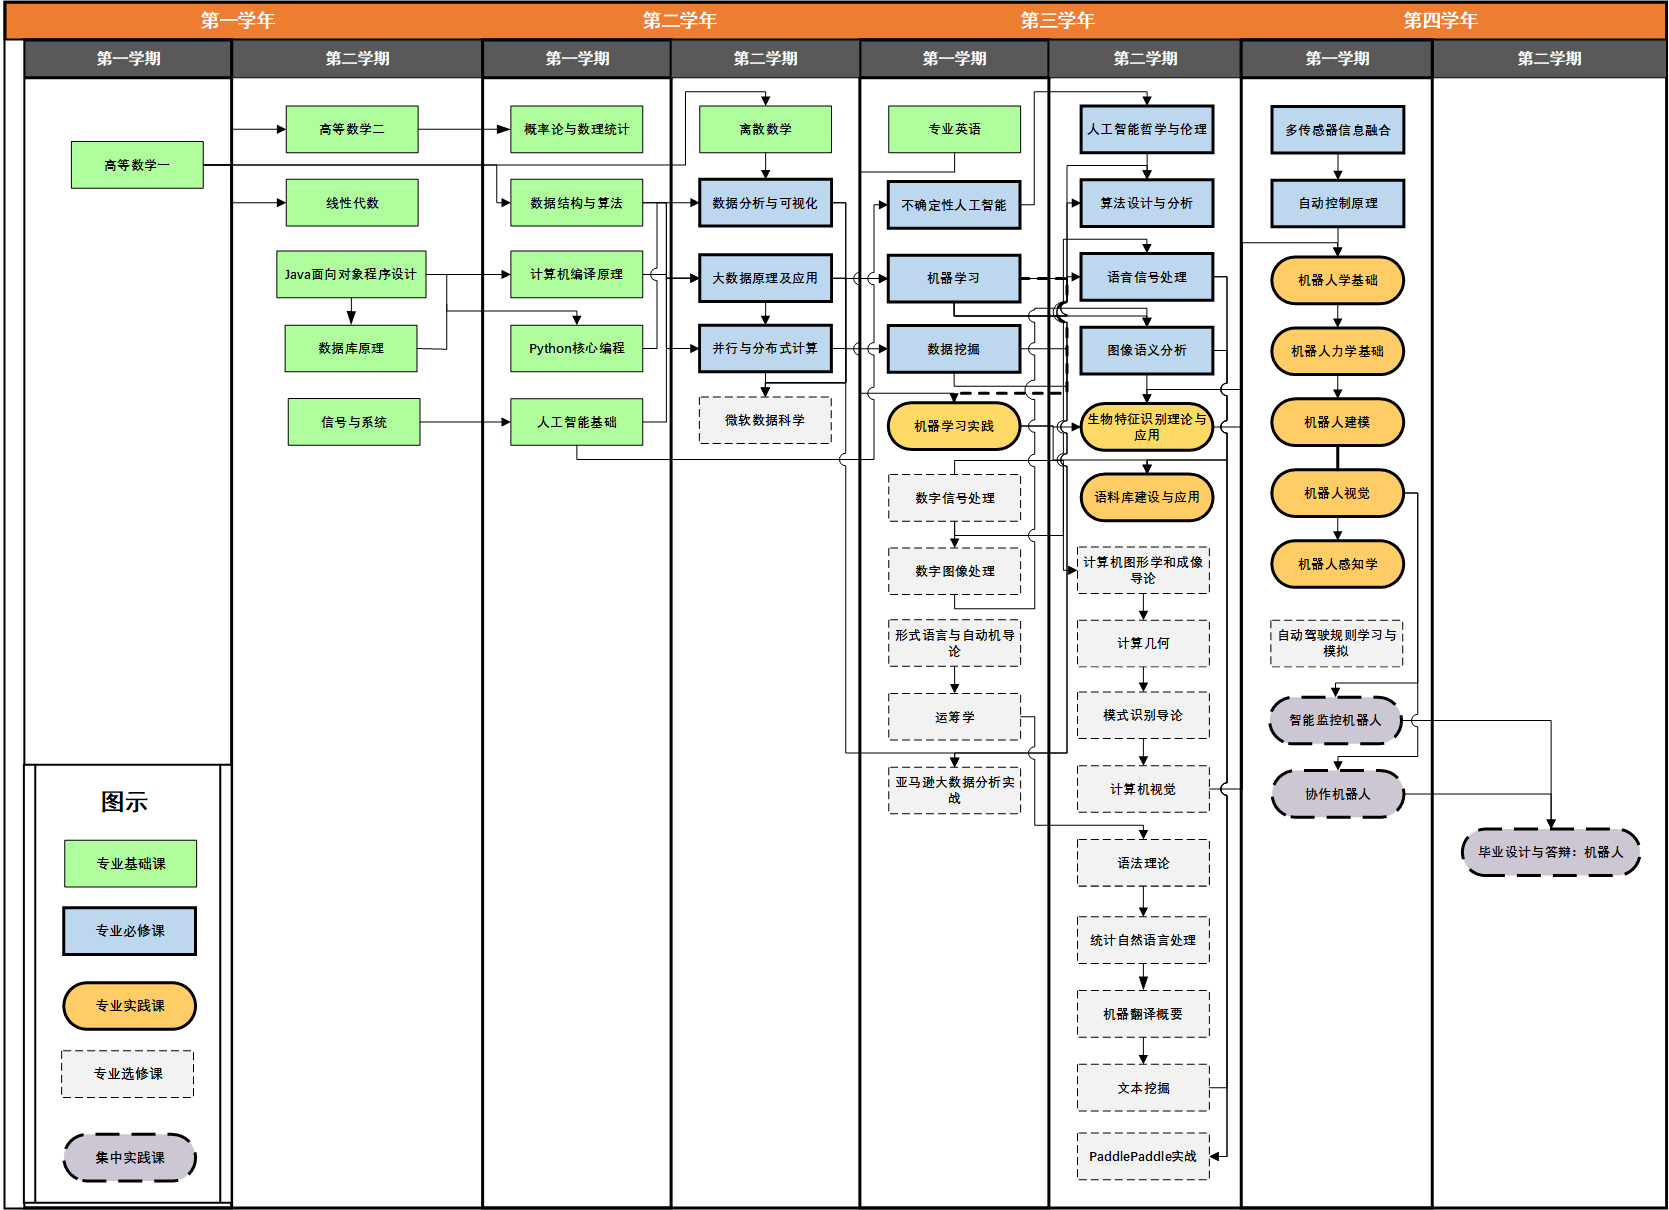 第一学年
第二学年
第三学年
第四学年
第一学期
第二学期
第一学期
第二学期
第一学期
第二学期
第一学期
第二学期
高等数学一
高等数学二
线性代数
Java面向对象程序设计
数据库原理
信号与系统
概率论与数理统计
数据结构与算法
计算机编译原理
Python核心编程
人工智能基础
离散数学
数据分析与可视化
大数据原理及应用
并行与分布式计算
微软数据科学
专业英语
不确定性人工智能
机器学习
数据挖掘
机器学习实践
数字信号处理
数字图像处理
形式语言与自动机导
论
运筹学
亚马逊大数据分析实
战
人工智能哲学与伦理
算法设计与分析
语音信号处理
图像语义分析
生物特征识别理论与
应用
语料库建设与应用
计算机图形学和成像
导论
计算几何
模式识别导论
计算机视觉
语法理论
统计自然语言处理
机器翻译概要
文本挖掘
PaddlePaddle实战
多传感器信息融合
自动控制原理
机器人学基础
机器人力学基础
机器人建模
机器人视觉
机器人感知学
自动驾驶规则学习与
模拟
智能监控机器人
协作机器人
毕业设计与答辩：机器人
图示
专业基础课
专业必修课
专业实践课
专业选修课
集中实践课